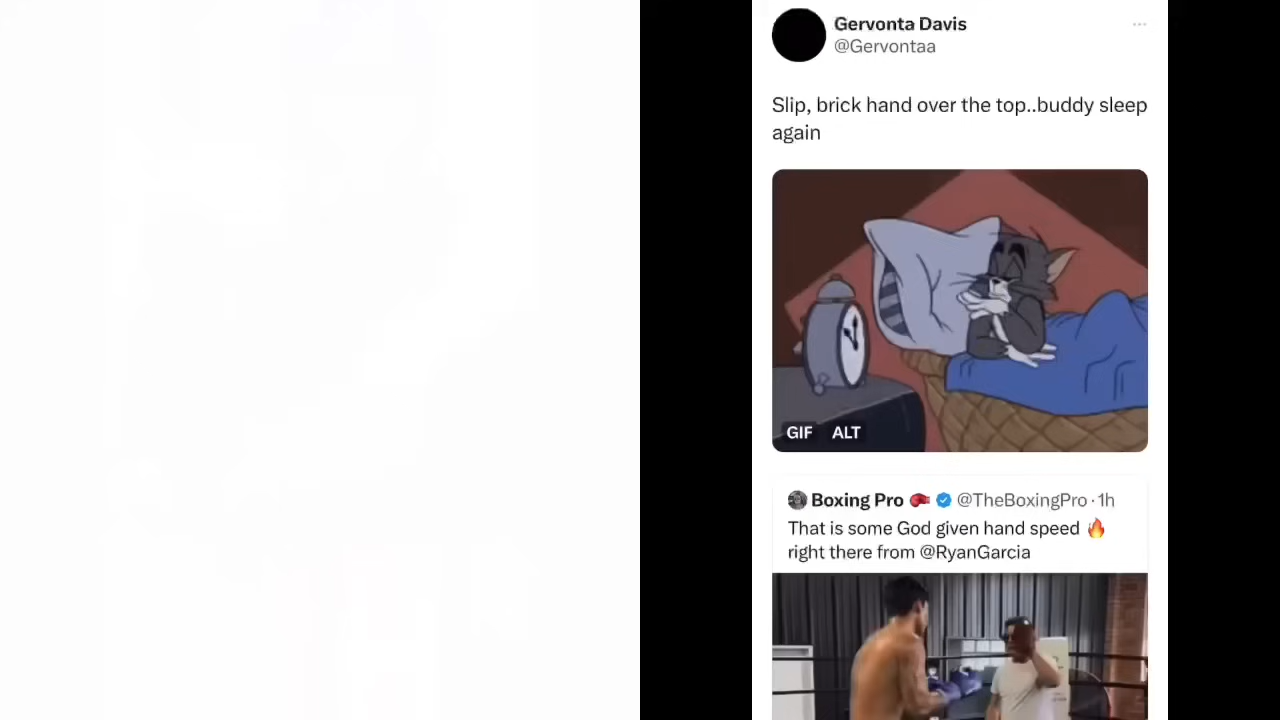 Gervonta Davis
@Gervontaa
Slip, brick hand over the top..buddy sleep
again
GIF ALT
Boxing Pro 🥊 @TheBoxingPro · 1h
That is some God given hand speed 🔥
right there from @RyanGarcia